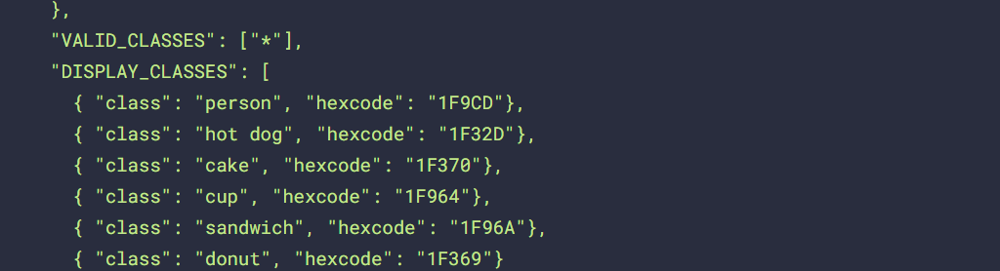 },
"VALID_CLASSES": ["*"],
"DISPLAY_CLASSES": [
{ "class": "person", "hexcode": "1F9CD"},
{ "class": "hot dog", "hexcode": "1F32D"},
{ "class": "cake", "hexcode": "1F370"},
{ "class": "cup", "hexcode": "1F964"},
{ "class": "sandwich", "hexcode": "1F96A"},
{ "class": "donut", "hexcode": "1F369"}